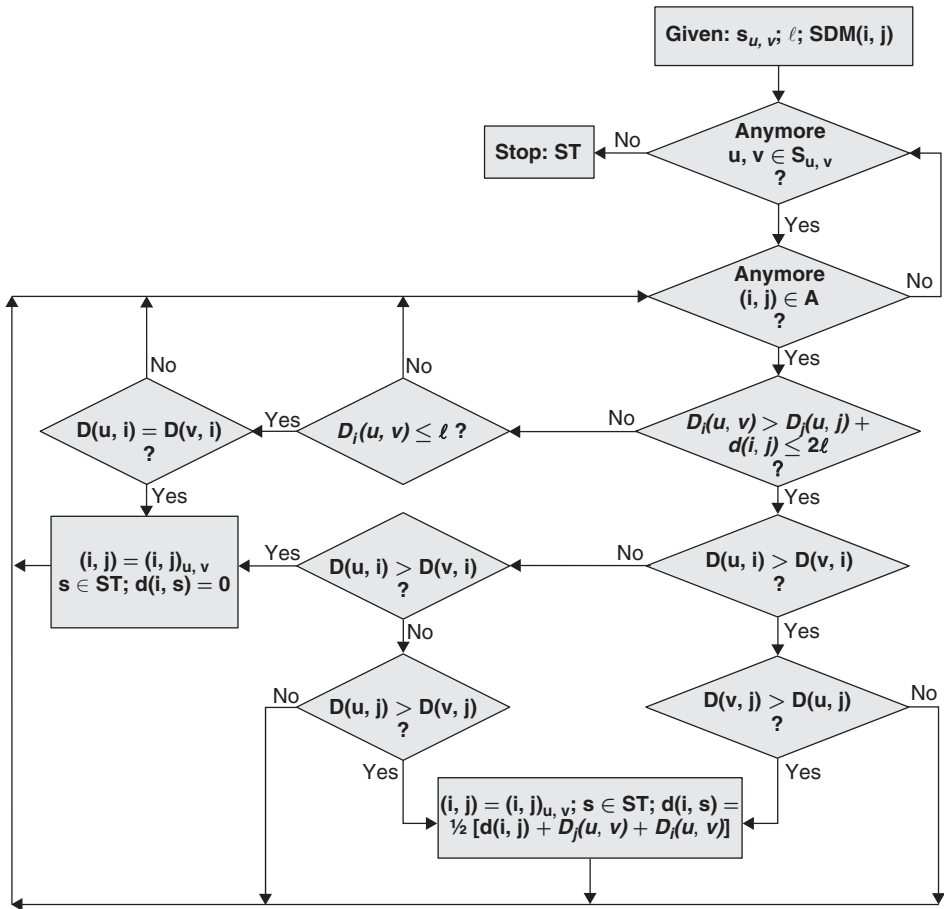 Given: s_{u, v}; ℓ; SDM(i, j)
Anymore
u, v ∈ S_{u, v}
?
No
Stop: ST
Yes
Anymore
(i, j) ∈ A
?
No
Yes
D_i(u, v) > D_j(u, j) +
d(i, j) ≤ 2ℓ
?
No
D_i(u, v) ≤ ℓ ?
No
Yes
D(u, i) = D(v, i)
?
No
Yes
(i, j) = (i, j)_{u, v}
s ∈ ST; d(i, s) = 0
Yes
D(u, i) > D(v, i)
?
No
D(u, i) > D(v, i)
?
Yes
No
Yes
D(u, j) > D(v, j)
?
No
Yes
D(v, j) > D(u, j)
?
No
Yes
(i, j) = (i, j)_{u, v}; s ∈ ST; d(i, s) =
½ [d(i, j) + D_j(u, v) + D_i(u, v)]